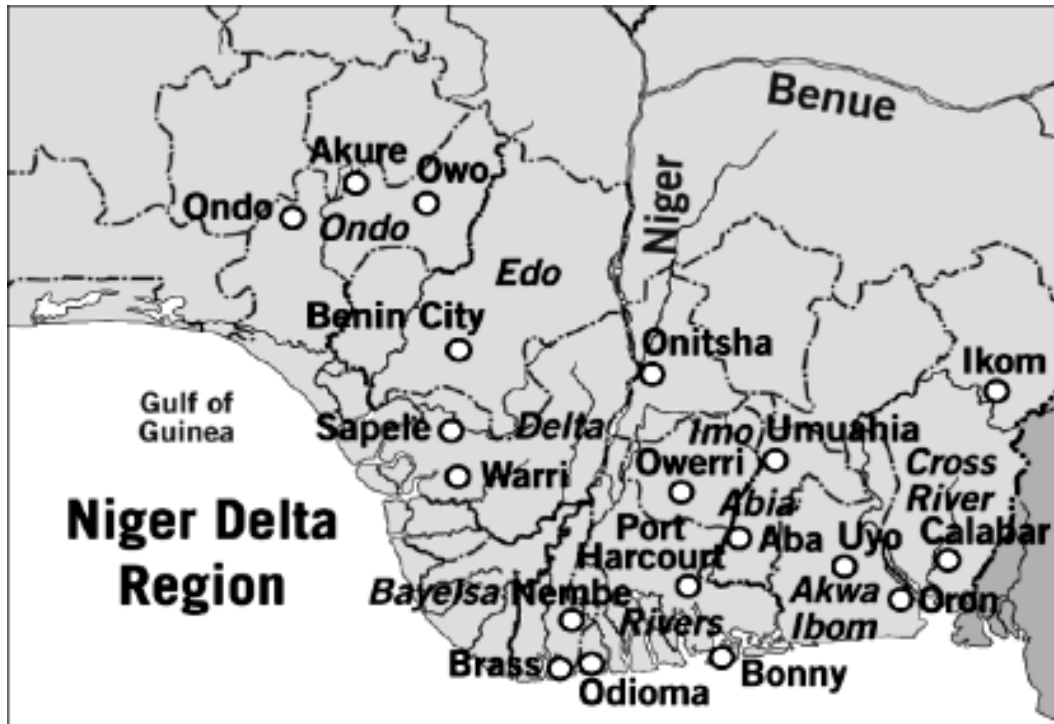 Benue
Niger
Akure
Owo
Ondo
Ondo
Edo
Benin City
Onitsha
Ikom
Gulf of
Guinea
Sapele
Delta
Imo
Umuahia
Warri
Owerri
Cross
River
Abia
Niger Delta
Region
Port
Harcourt
Aba
Uyo
Calabar
Bayelsa
Nembe
Rivers
Akwa
Ibom
Oron
Brass
Odioma
Bonny